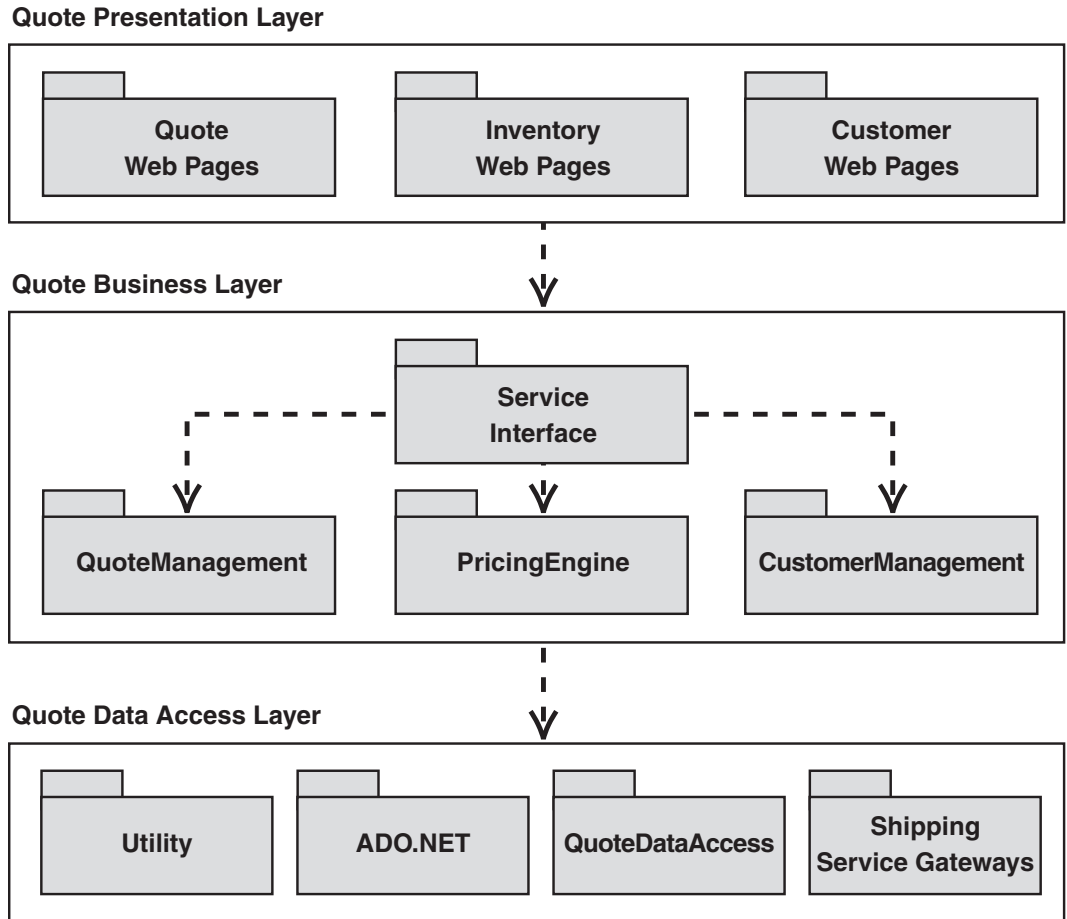 Quote Presentation Layer
Quote
Web Pages
Inventory
Web Pages
Customer
Web Pages
Quote Business Layer
Service
Interface
QuoteManagement
PricingEngine
CustomerManagement
Quote Data Access Layer
Utility
ADO.NET
QuoteDataAccess
Shipping
Service Gateways